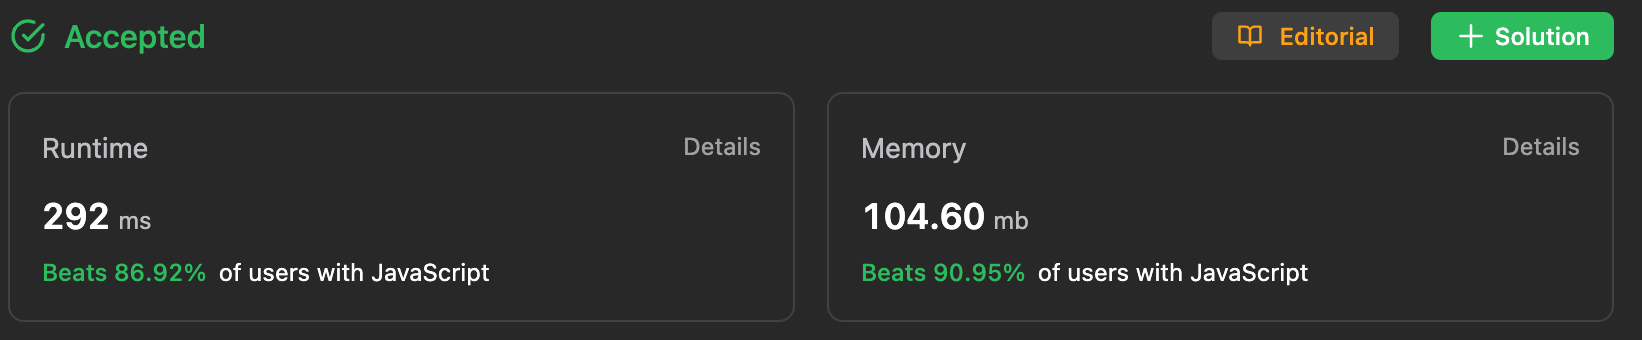 Accepted
Editorial
Solution
Runtime
Details
292 ms
Beats 86.92% of users with JavaScript
Memory
Details
104.60 mb
Beats 90.95% of users with JavaScript